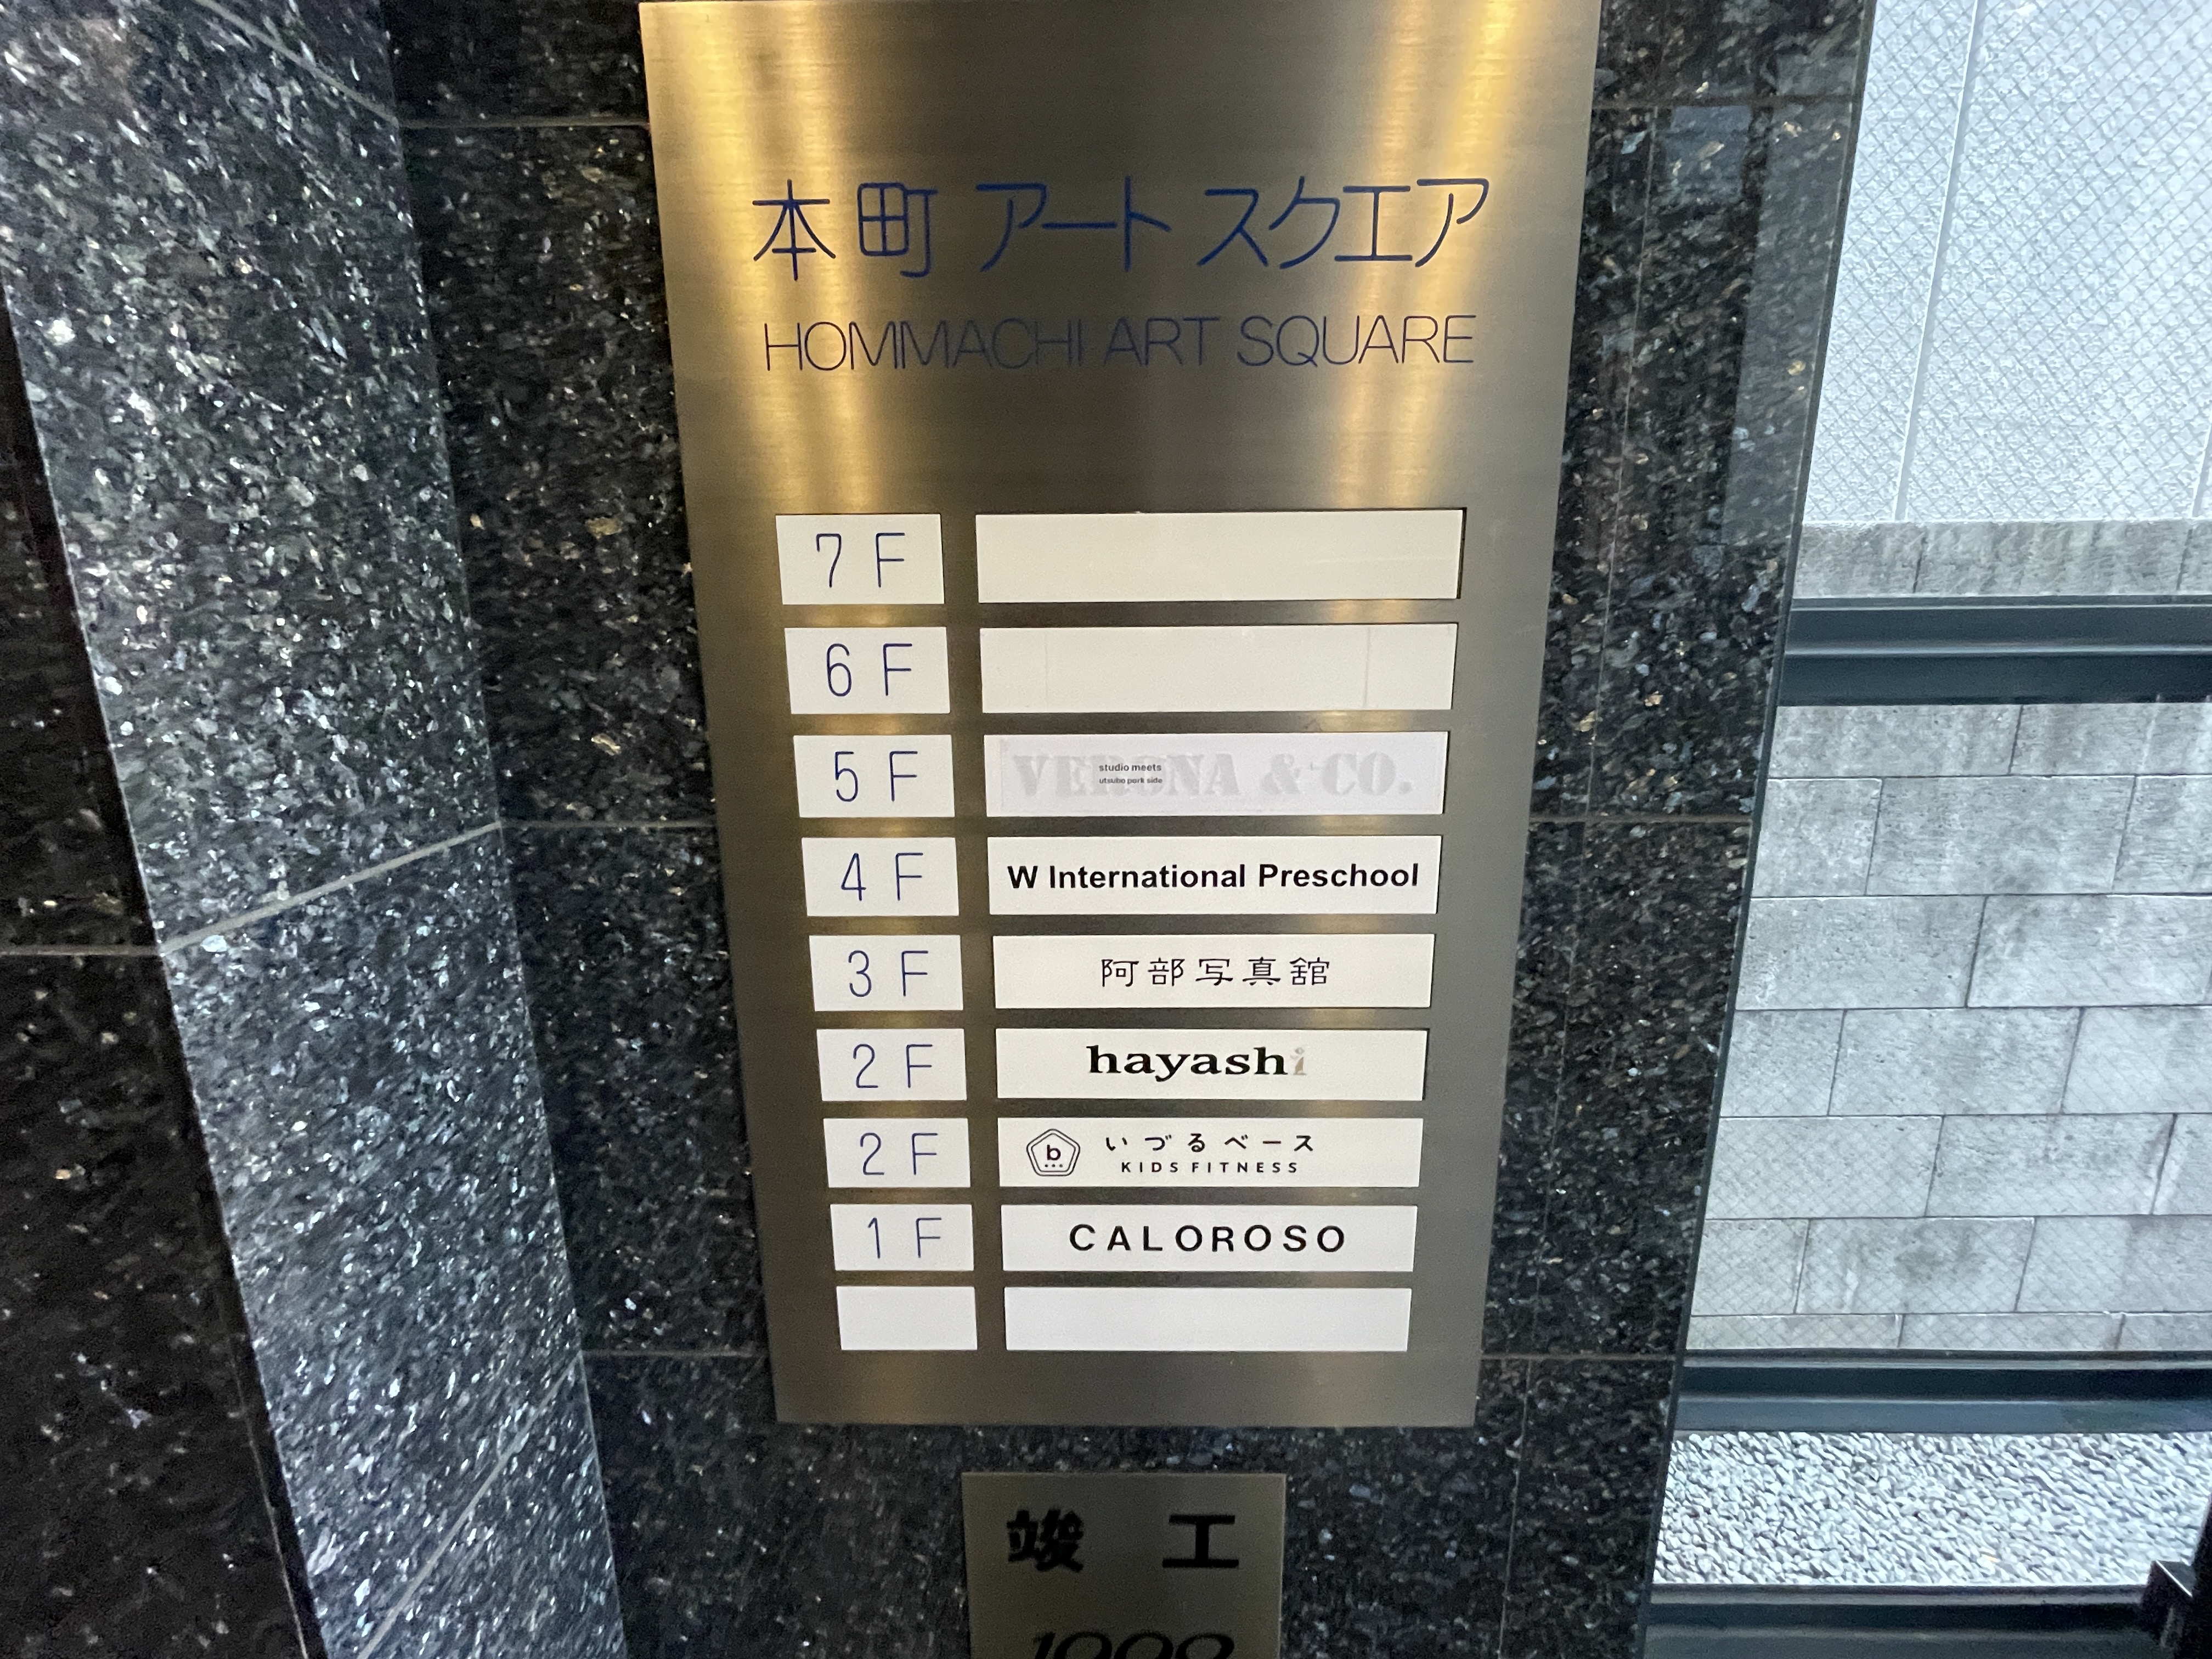 本町 アート スクエア
HOMMACHI ART SQUARE
7F
6F
5F VERONA & CO.
studio meets
utsubo park side
4F W International Preschool
3F 阿部写真舘
2F hayashi
2F b いづるベース
KIDS FITNESS
1F CALOROSO
竣工